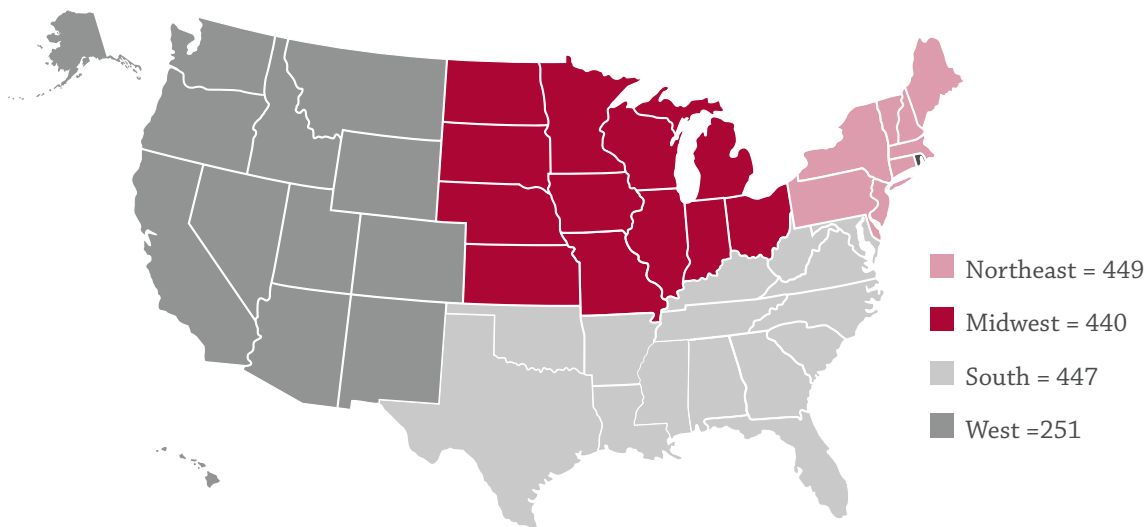 Northeast = 449
Midwest = 440
South = 447
West =251